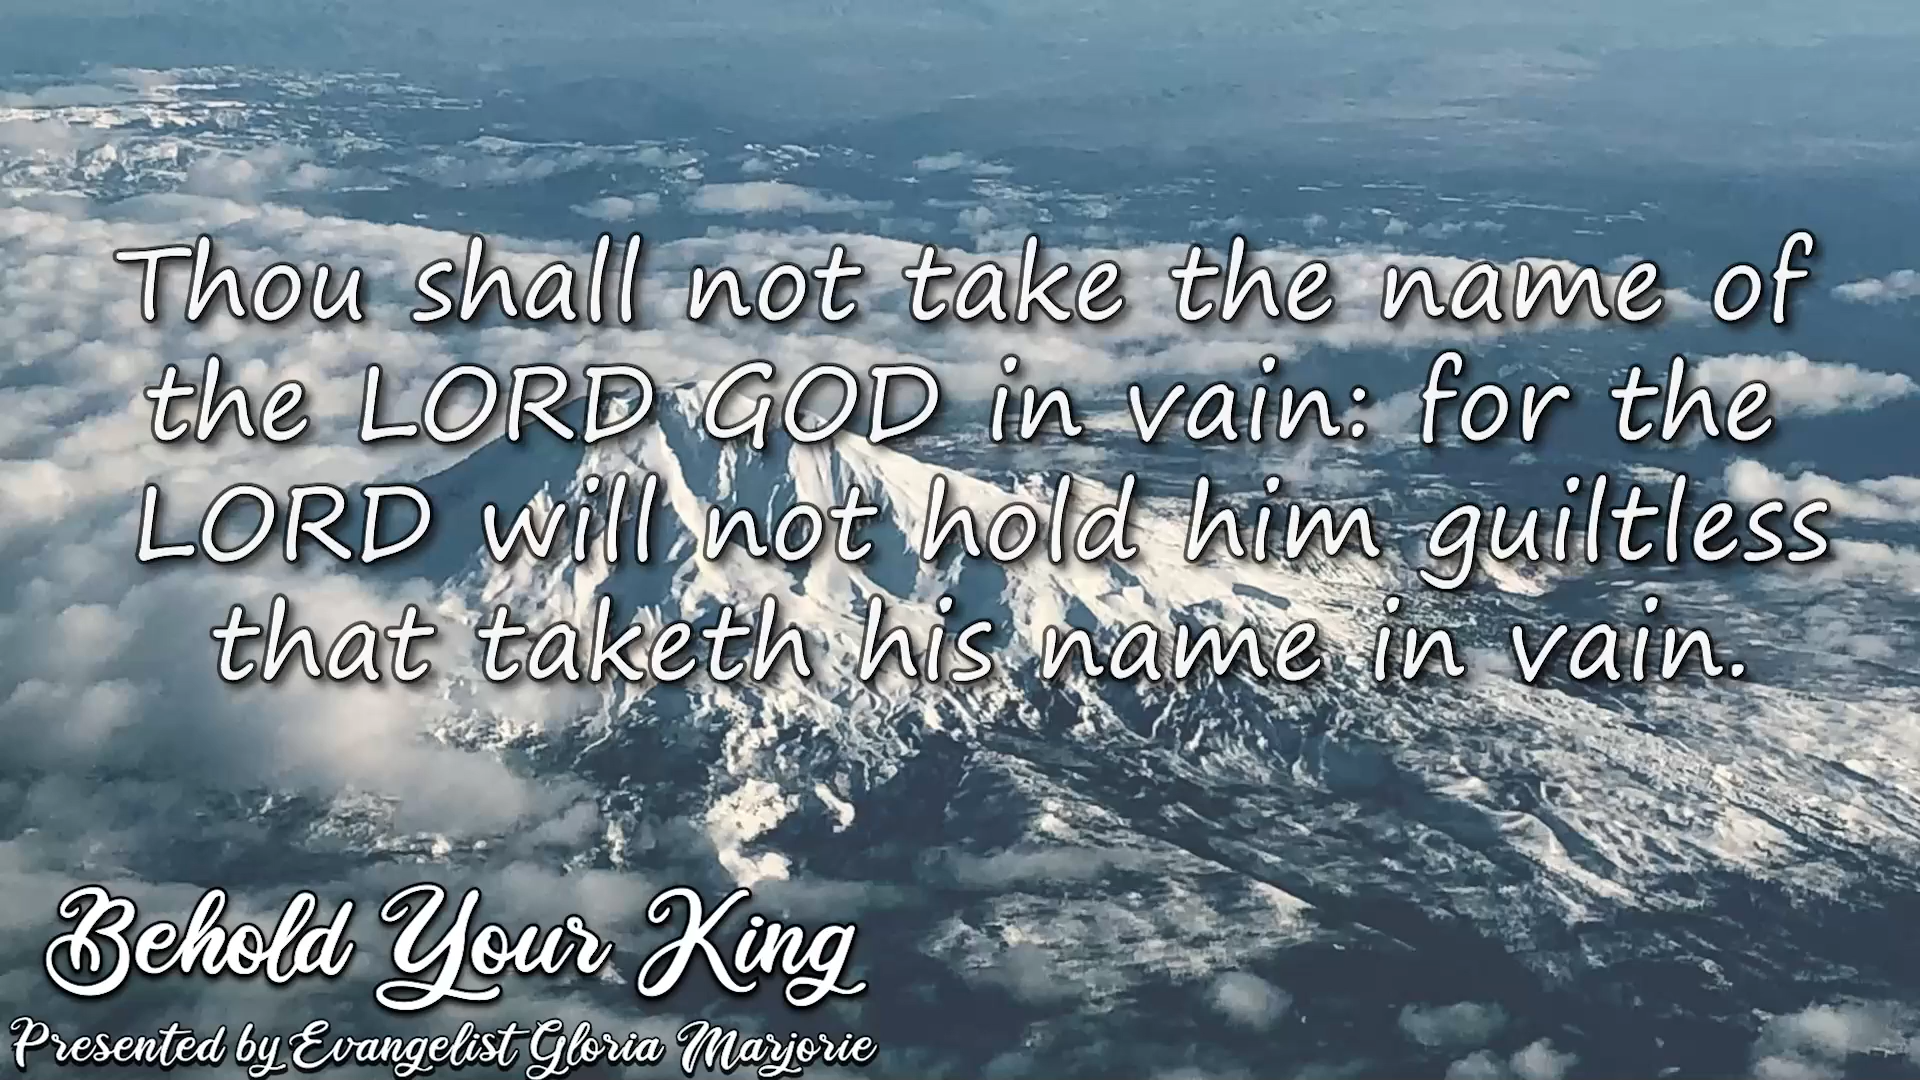 Thou shall not take the name of
the LORD GOD in vain: for the
LORD will not hold him guiltless
that taketh his name in vain.
Behold Your King
Presented by Evangelist Gloria Marjorie